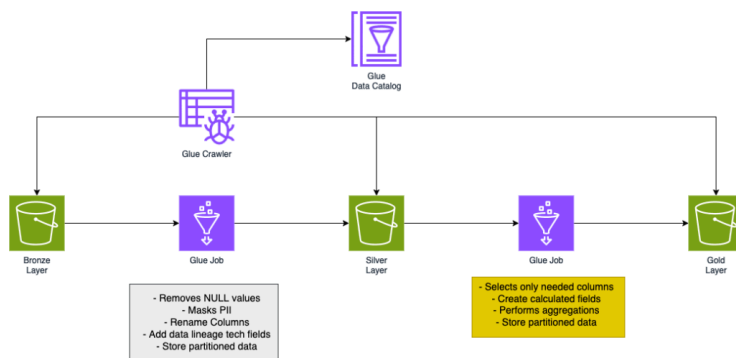 Glue
Data Catalog
Glue Crawler
Bronze
Layer
Glue Job
Silver
Layer
Glue Job
Gold
Layer
- Removes NULL values
- Masks PII
- Rename Columns
- Add data lineage tech fields
- Store partitioned data
- Selects only needed columns
- Create calculated fields
- Performs aggregations
- Store partitioned data